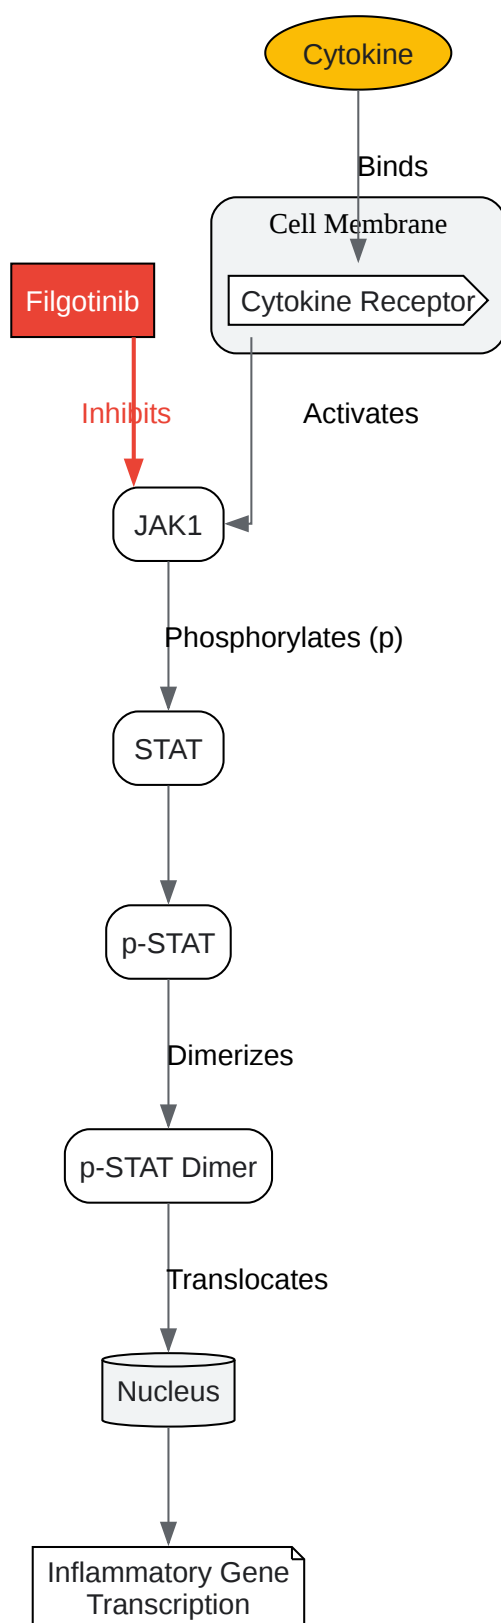 Cytokine
Binds
Cell Membrane
Filgotinib
Cytokine Receptor
Inhibits
Activates
JAK1
Phosphorylates (p)
STAT
p-STAT
Dimerizes
p-STAT Dimer
Translocates
Nucleus
Inflammatory Gene
Transcription